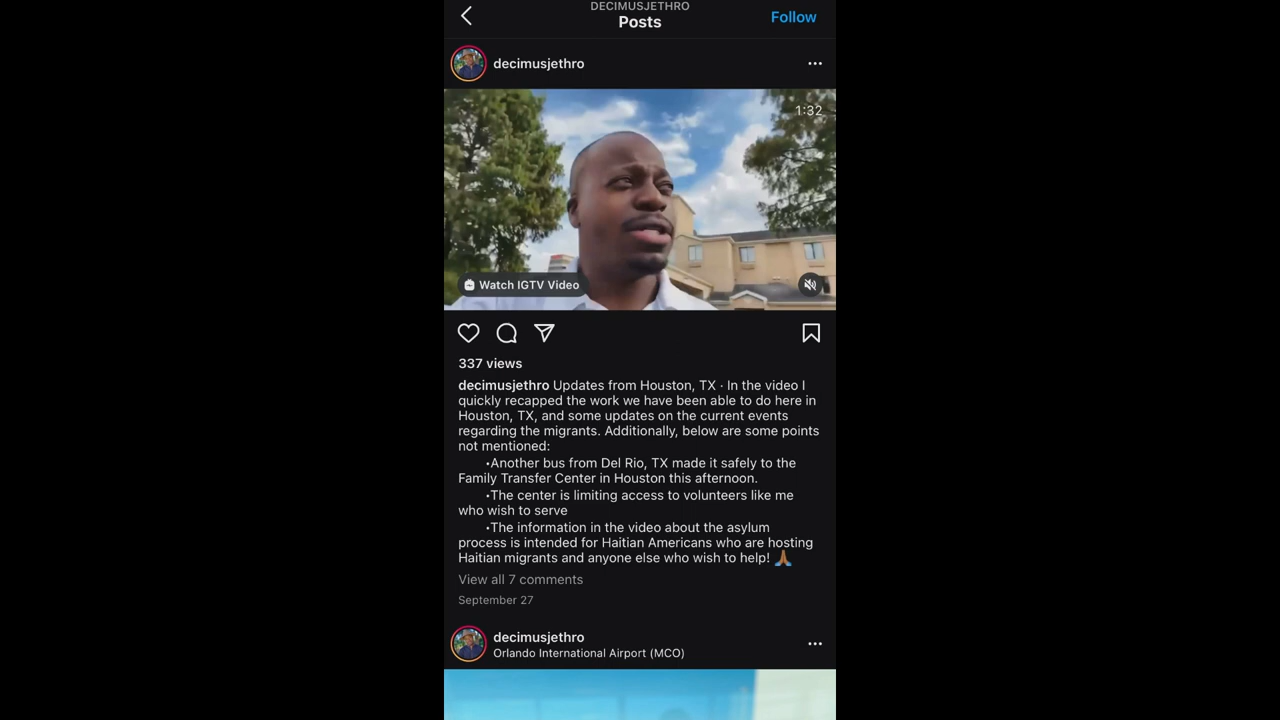 DECIMUSJETHRO
Posts
Follow
decimusjethro
1:32
Watch IGTV Video
337 views
decimusjethro Updates from Houston, TX · In the video I
quickly recapped the work we have been able to do here in
Houston, TX, and some updates on the current events
regarding the migrants. Additionally, below are some points
not mentioned:
•Another bus from Del Rio, TX made it safely to the
Family Transfer Center in Houston this afternoon.
•The center is limiting access to volunteers like me
who wish to serve
•The information in the video about the asylum
process is intended for Haitian Americans who are hosting
Haitian migrants and anyone else who wish to help! 🙏🏾
View all 7 comments
September 27
decimusjethro
Orlando International Airport (MCO)